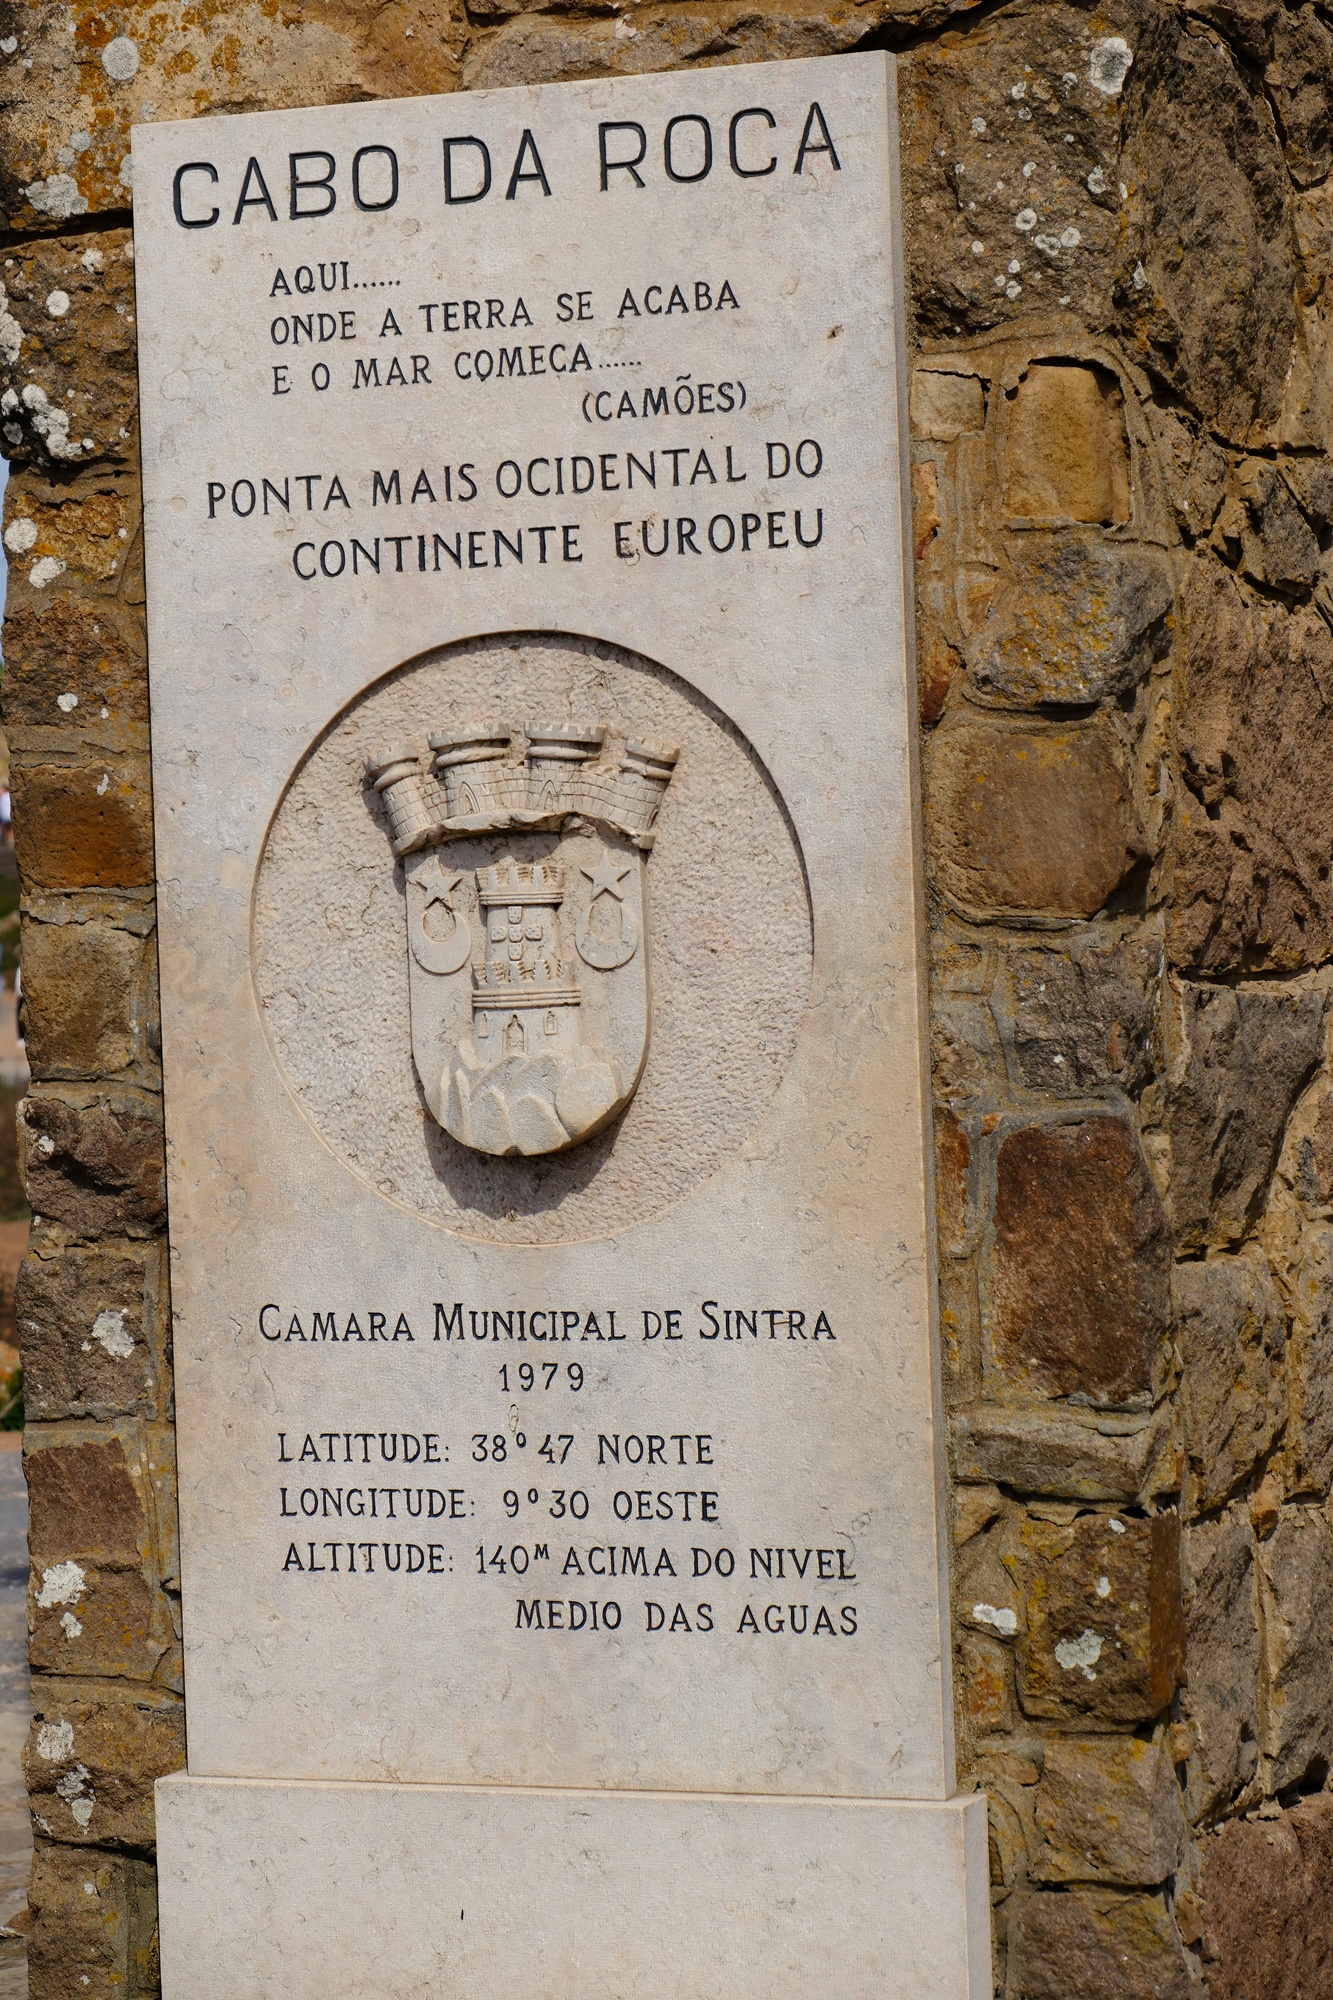 CABO DA ROCA
AQUI......
ONDE A TERRA SE ACABA
E O MAR COMEÇA......
(CAMÕES)
PONTA MAIS OCIDENTAL DO
CONTINENTE EUROPEU
CAMARA MUNICIPAL DE SINTRA
1979
LATITUDE: 38º 47 NORTE
LONGITUDE: 9º 30 OESTE
ALTITUDE: 140ᴹ ACIMA DO NIVEL
MEDIO DAS AGUAS